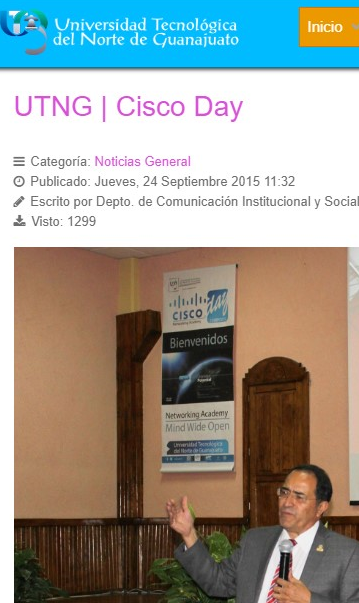 Universidad Tecnológica
del Norte de Guanajuato
Inicio
UTNG | Cisco Day
Categoría: Noticias General
Publicado: Jueves, 24 Septiembre 2015 11:32
Escrito por Depto. de Comunicación Institucional y Social
Visto: 1299
CISCO day
Bienvenidos
Networking Academy
Mind Wide Open
Universidad Tecnológica
del Norte de Guanajuato